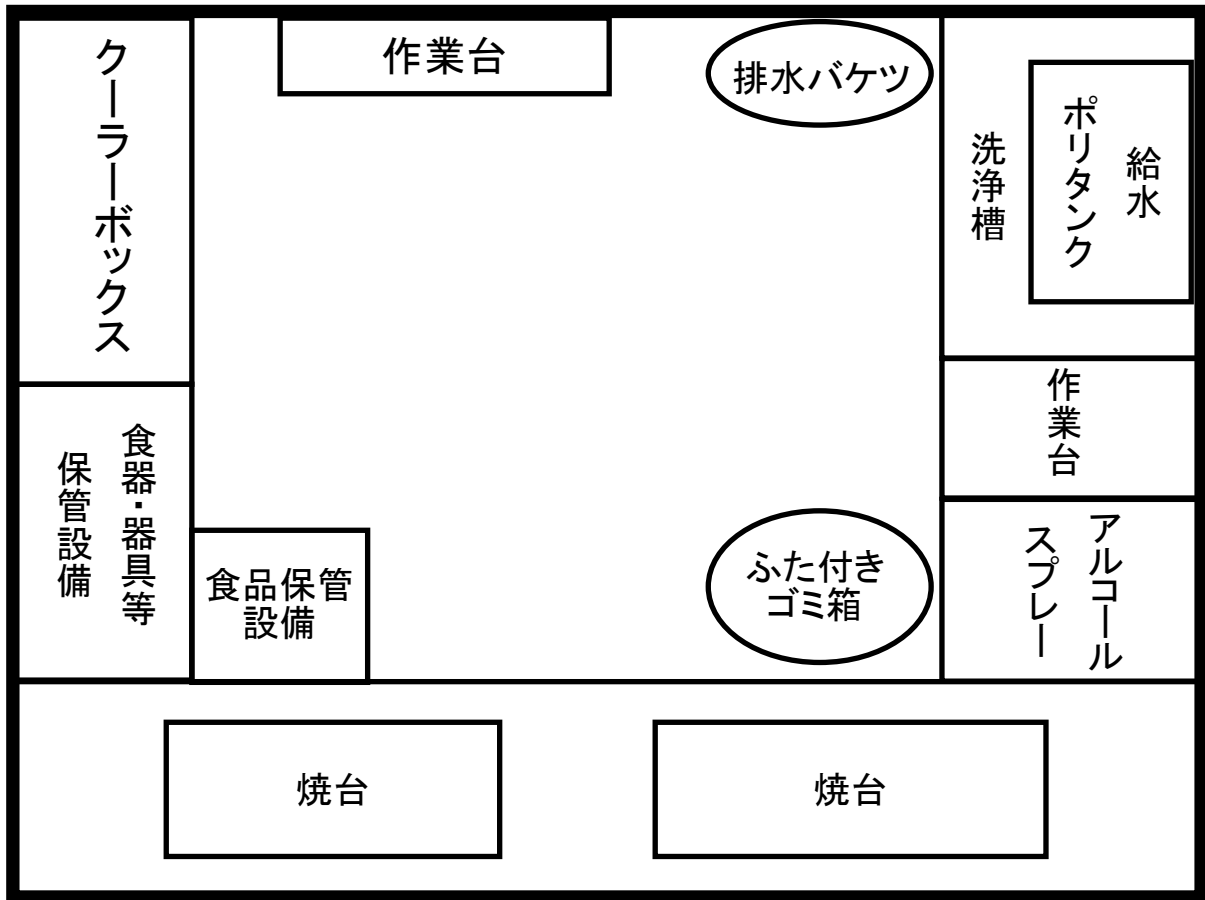 クーラーボックス
作業台
排水バケツ
洗浄槽
給水
ポリタンク
食器・器具等
保管設備
食品保管
設備
ふた付き
ゴミ箱
作業台
アルコール
スプレー
焼台
焼台